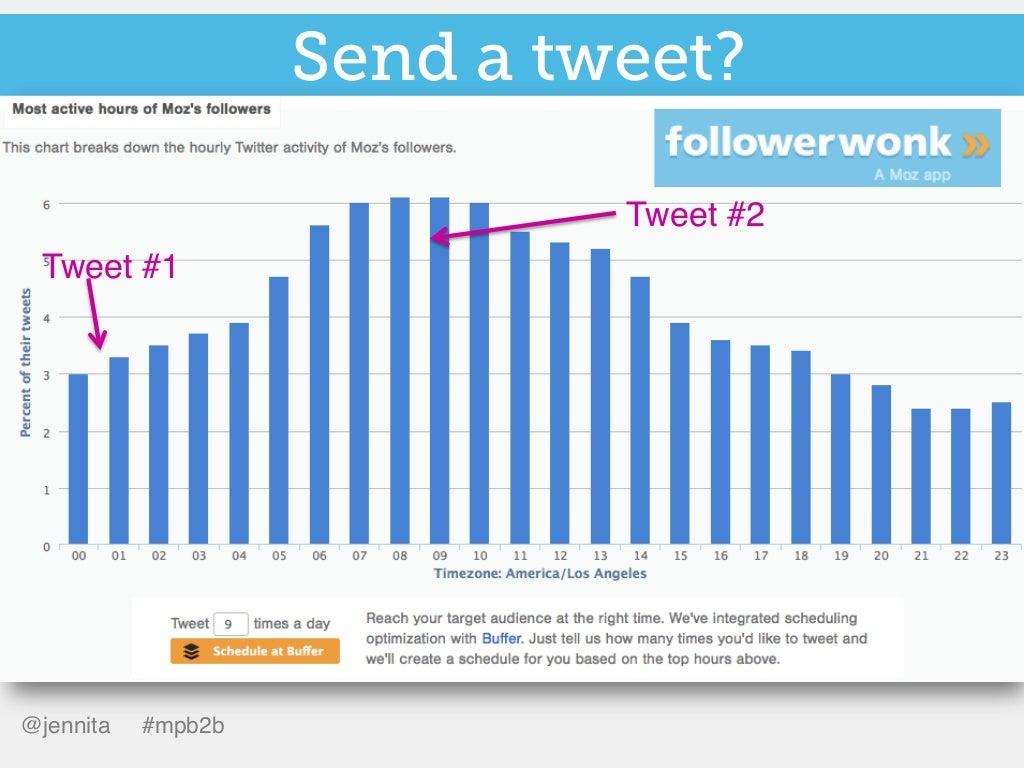 Send a tweet?
Most active hours of Moz's followers
This chart breaks down the hourly Twitter activity of Moz's followers.
followerwonk »
A Moz app
Tweet #1
Tweet #2
Percent of their tweets
6
5
4
3
2
1
0
00 01 02 03 04 05 06 07 08 09 10 11 12 13 14 15 16 17 18 19 20 21 22 23
Timezone: America/Los Angeles
Tweet 9 times a day
Schedule at Buffer
Reach your target audience at the right time. We've integrated scheduling
optimization with Buffer. Just tell us how many times you'd like to tweet and
we'll create a schedule for you based on the top hours above.
@jennita #mpb2b